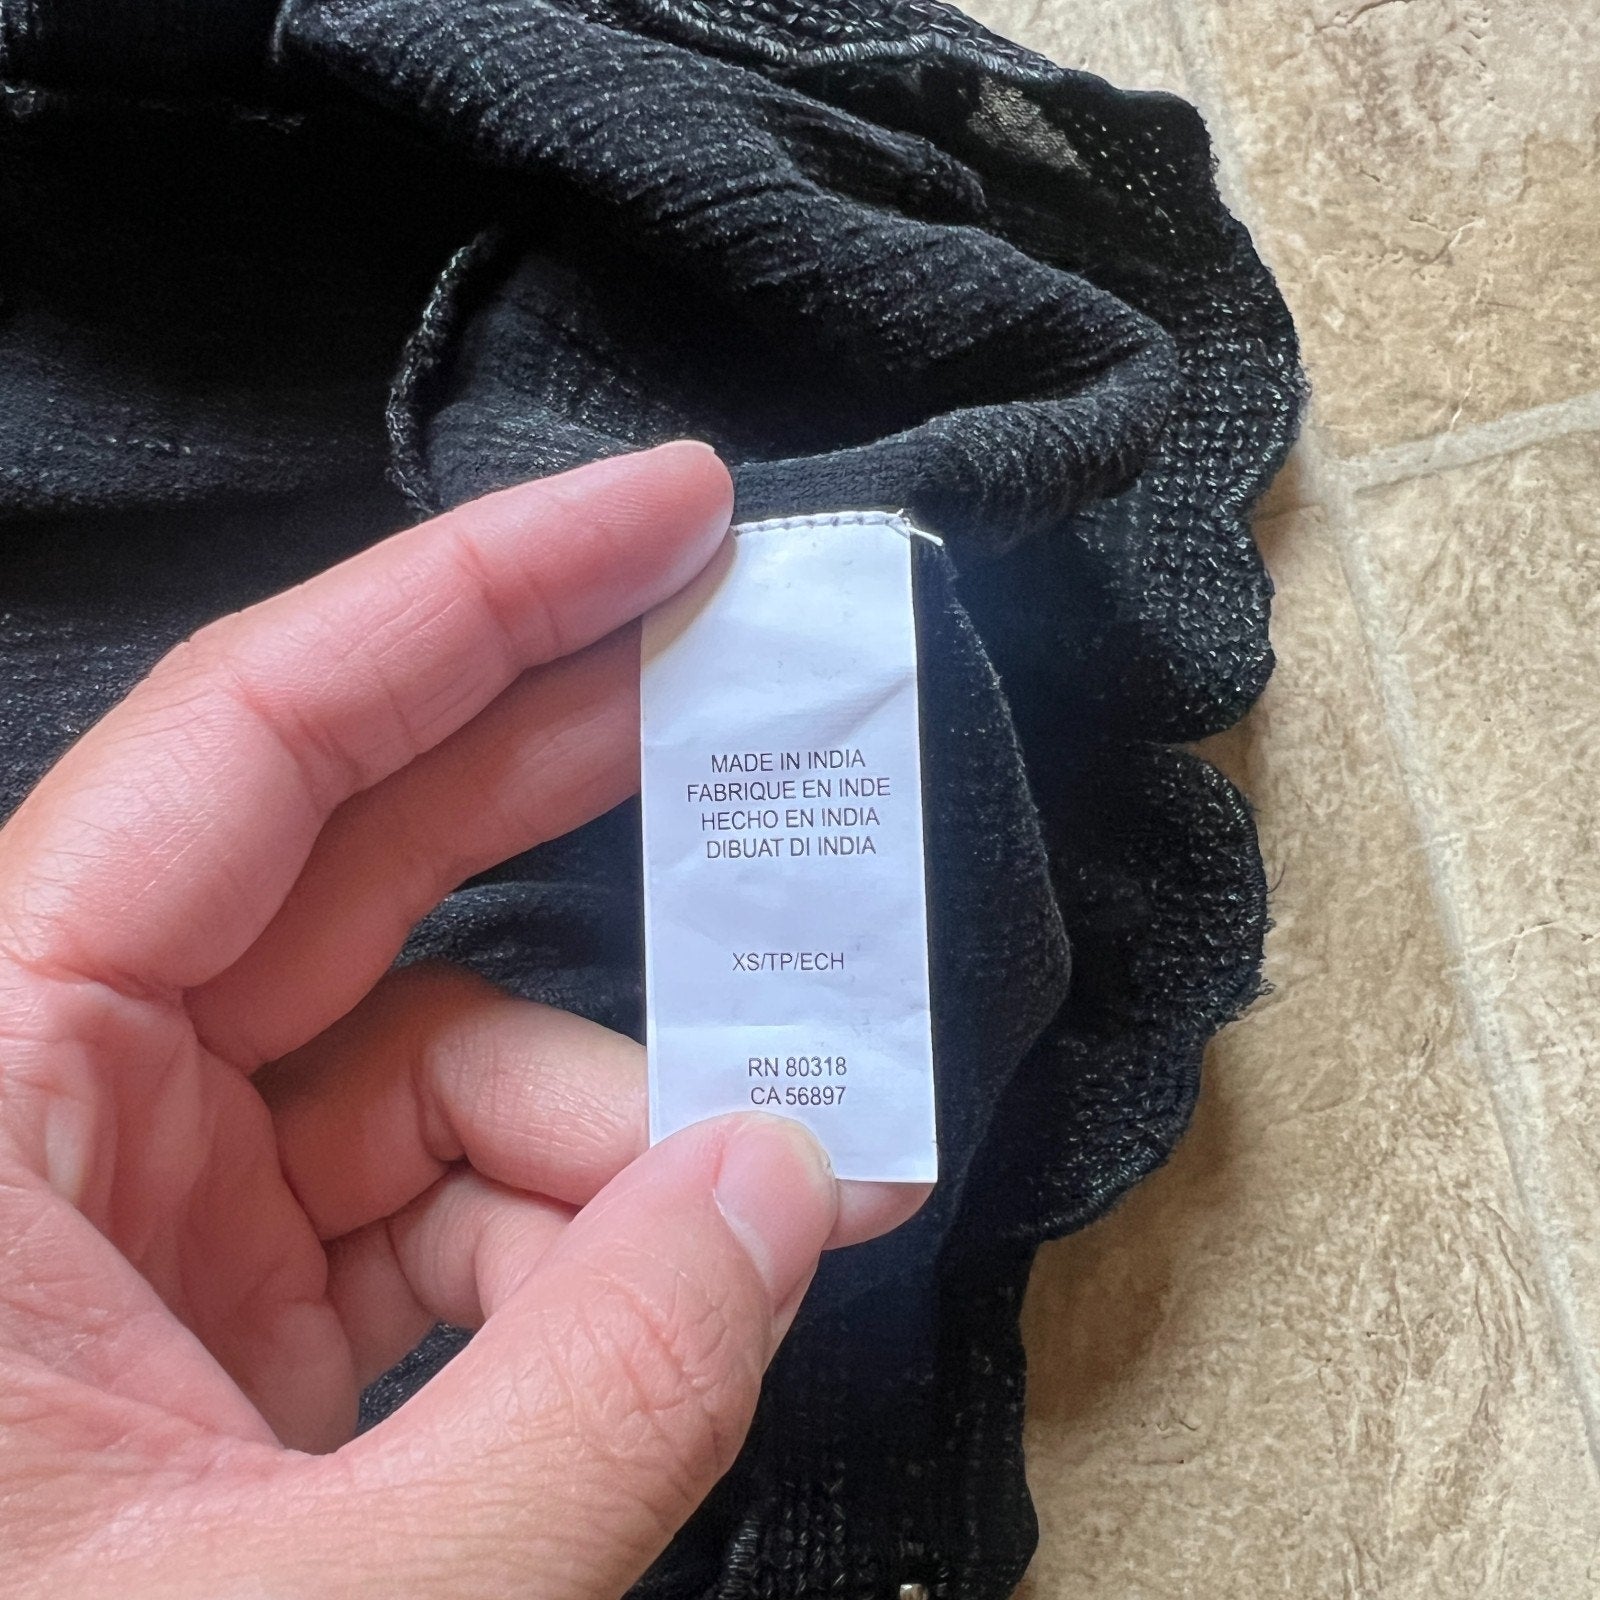 MADE IN INDIA
FABRIQUE EN INDE
HECHO EN INDIA
DIBUAT DI INDIA
XS/TP/ECH
RN 80318
CA 56897